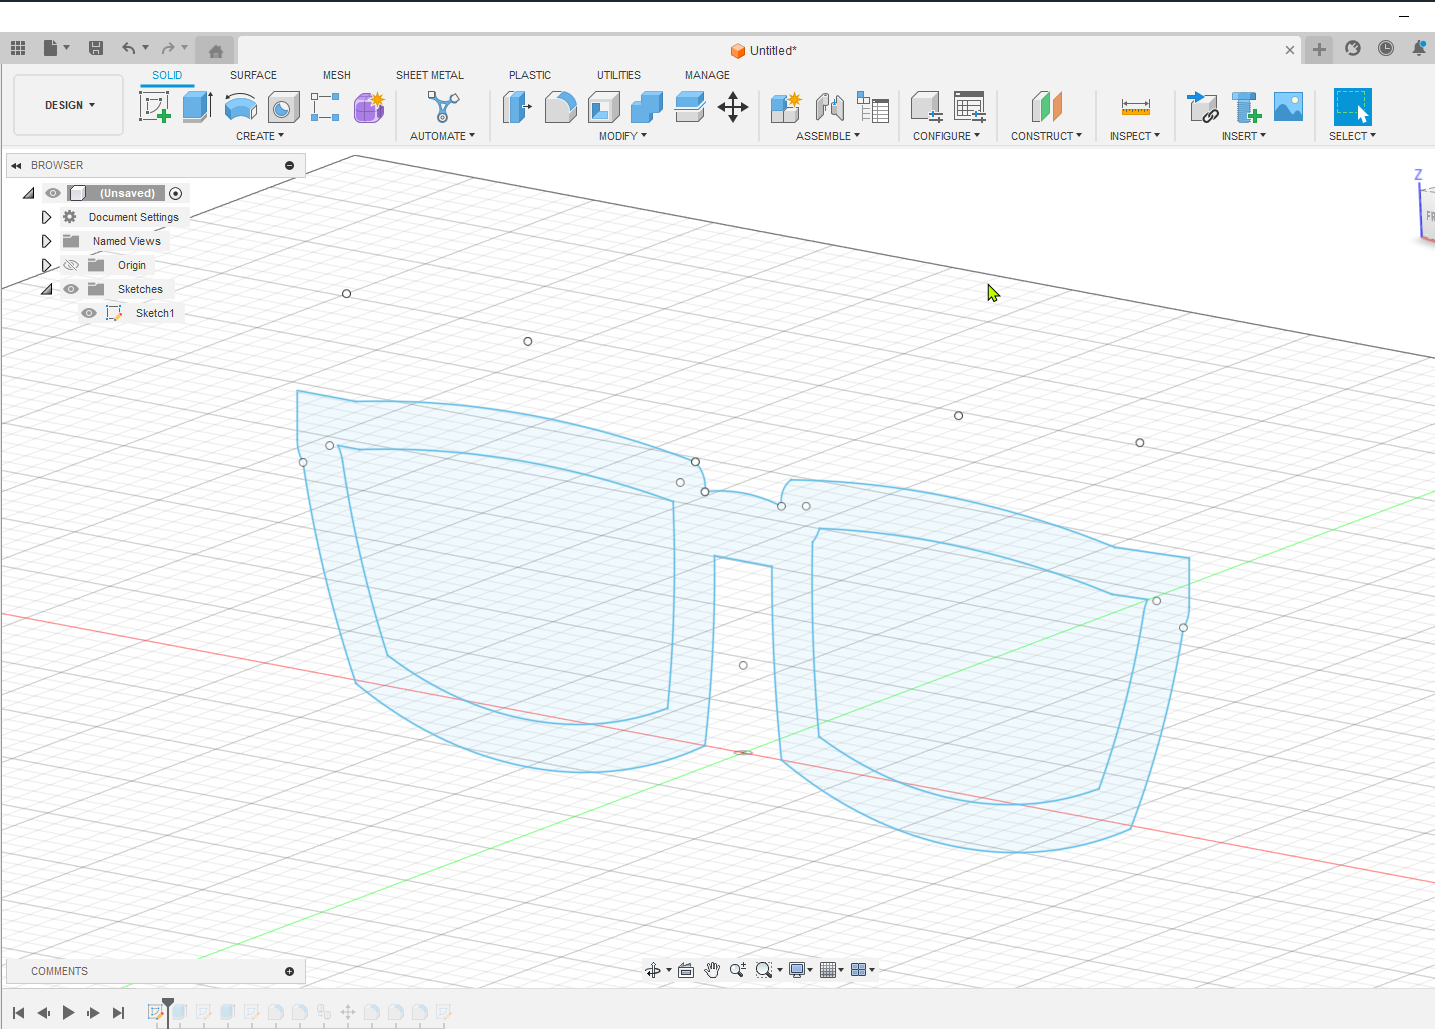 Untitled*
SOLID SURFACE MESH SHEET METAL PLASTIC UTILITIES MANAGE
DESIGN
CREATE AUTOMATE MODIFY ASSEMBLE CONFIGURE CONSTRUCT INSPECT INSERT SELECT
BROWSER
(Unsaved)
Document Settings
Named Views
Origin
Sketches
Sketch1
Z
FR
COMMENTS